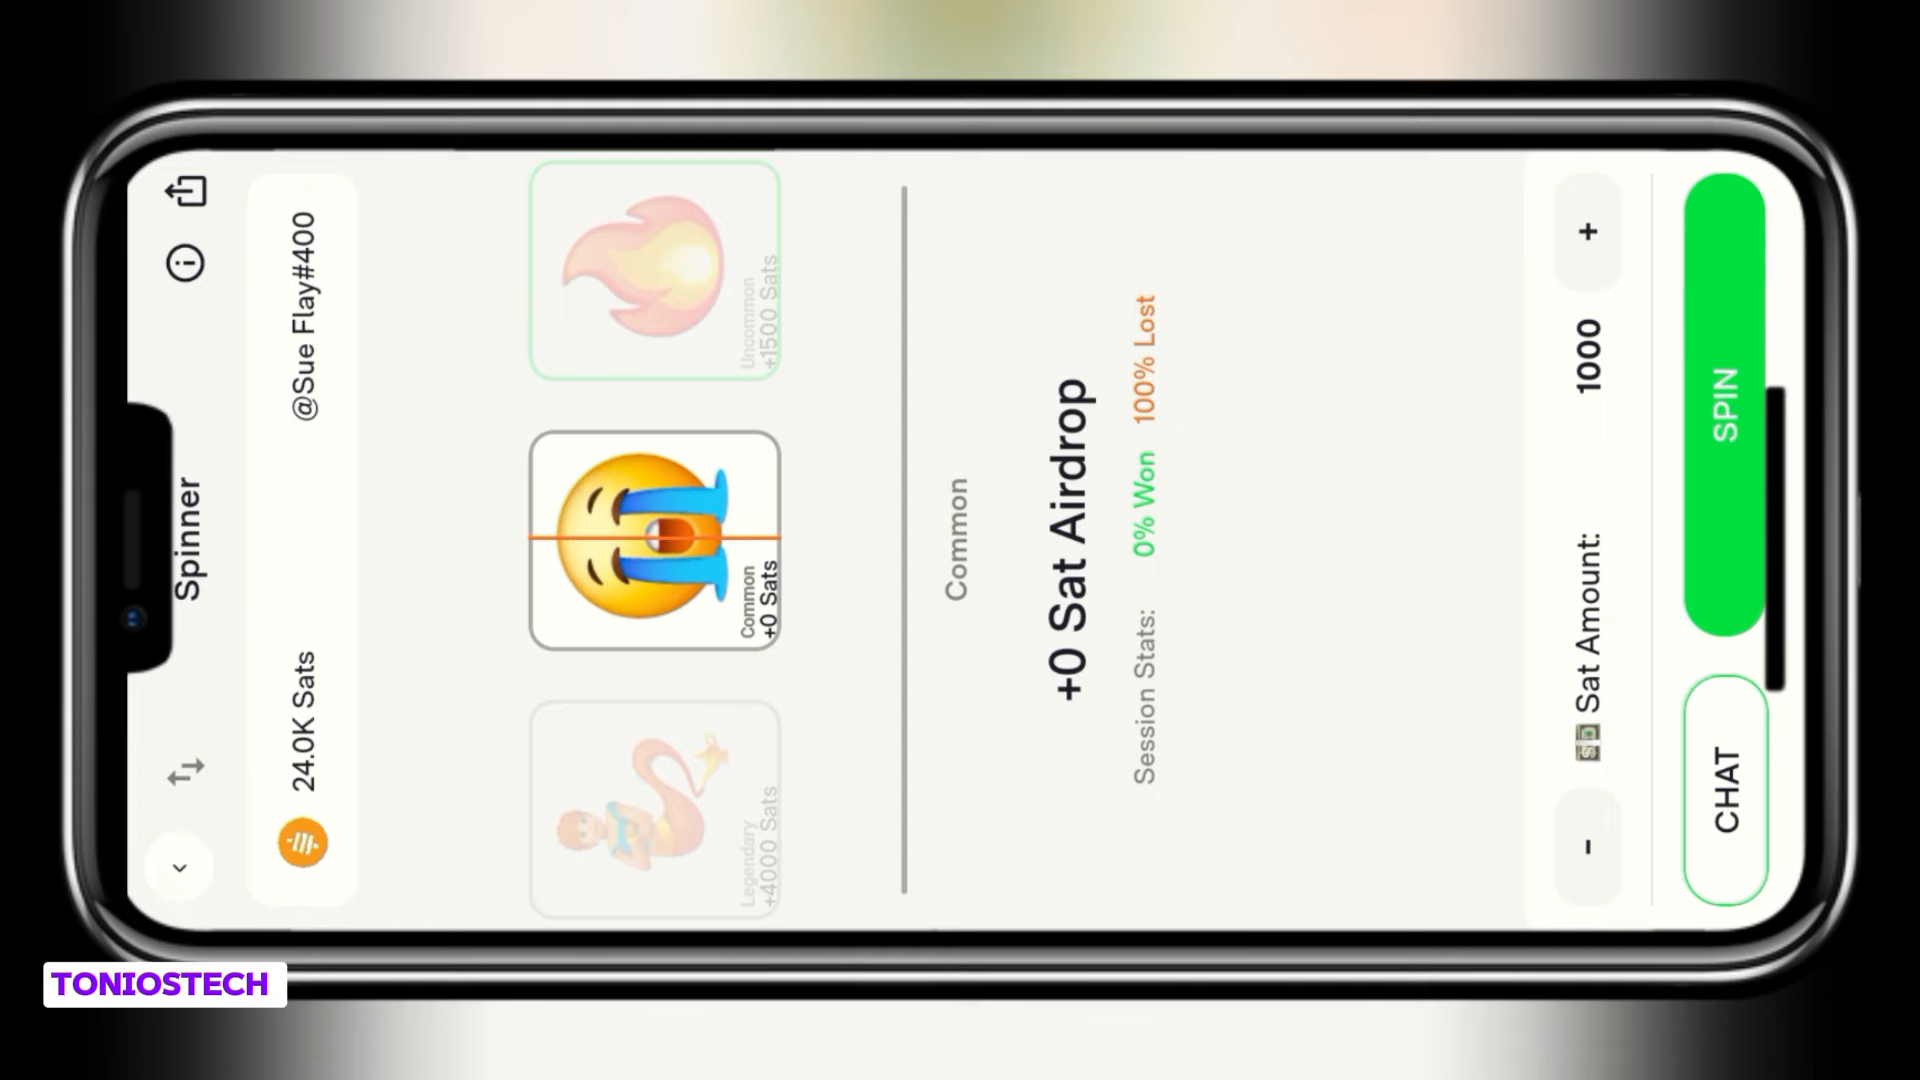 Spinner
24.0K Sats
@Sue Flay#400
Legendary
+4000 Sats
Common
+0 Sats
Uncommon
+1500 Sats
Common
+0 Sat Airdrop
Session Stats: 0% Won 100% Lost
- 💵 Sat Amount: 1000 +
CHAT
SPIN
TONIOSTECH